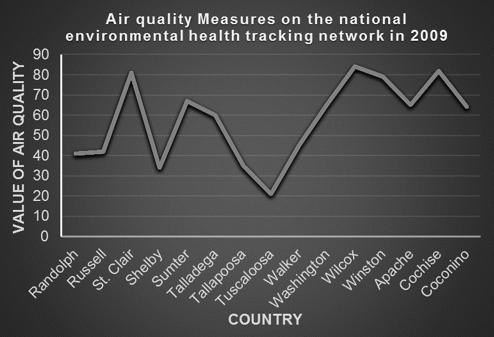 Air quality Measures on the national
environmental health tracking network in 2009
VALUE OF AIR QUALITY
90
80
70
60
50
40
30
20
10
0
Randolph
Russell
St. Clair
Shelby
Sumter
Talladega
Tallapoosa
Tuscaloosa
Walker
Washington
Wilcox
Winston
Apache
Cochise
Coconino
COUNTRY